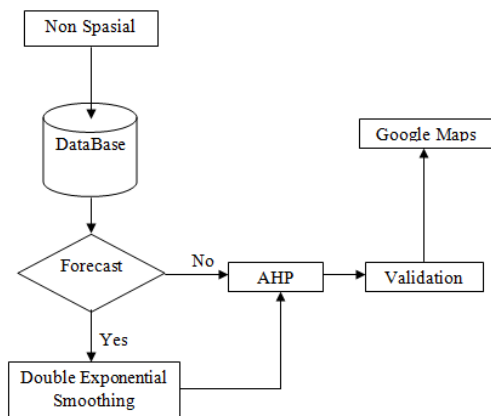 Non Spasial
DataBase
Google Maps
Forecast
No
AHP
Validation
Yes
Double Exponential
Smoothing